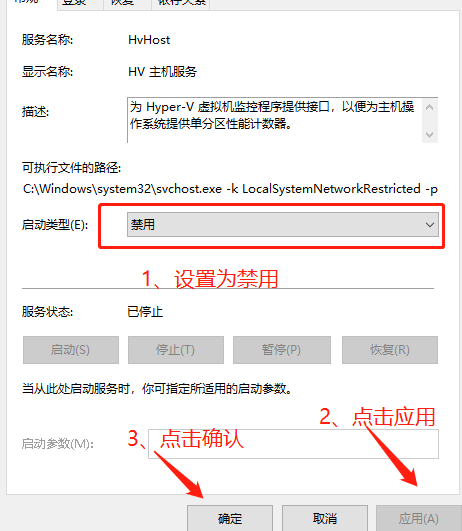 常规 登录 恢复 依存关系
服务名称: HvHost
显示名称: HV 主机服务
描述: 为 Hyper-V 虚拟机监控程序提供接口，以便为主机操
作系统提供单分区性能计数器。
可执行文件的路径:
C:\Windows\system32\svchost.exe -k LocalSystemNetworkRestricted -p
启动类型(E): 禁用
1、设置为禁用
服务状态: 已停止
启动(S) 停止(T) 暂停(P) 恢复(R)
当从此处启动服务时，你可指定所适用的启动参数。
2、点击应用
启动参数(M): 3、点击确认
确定 取消 应用(A)